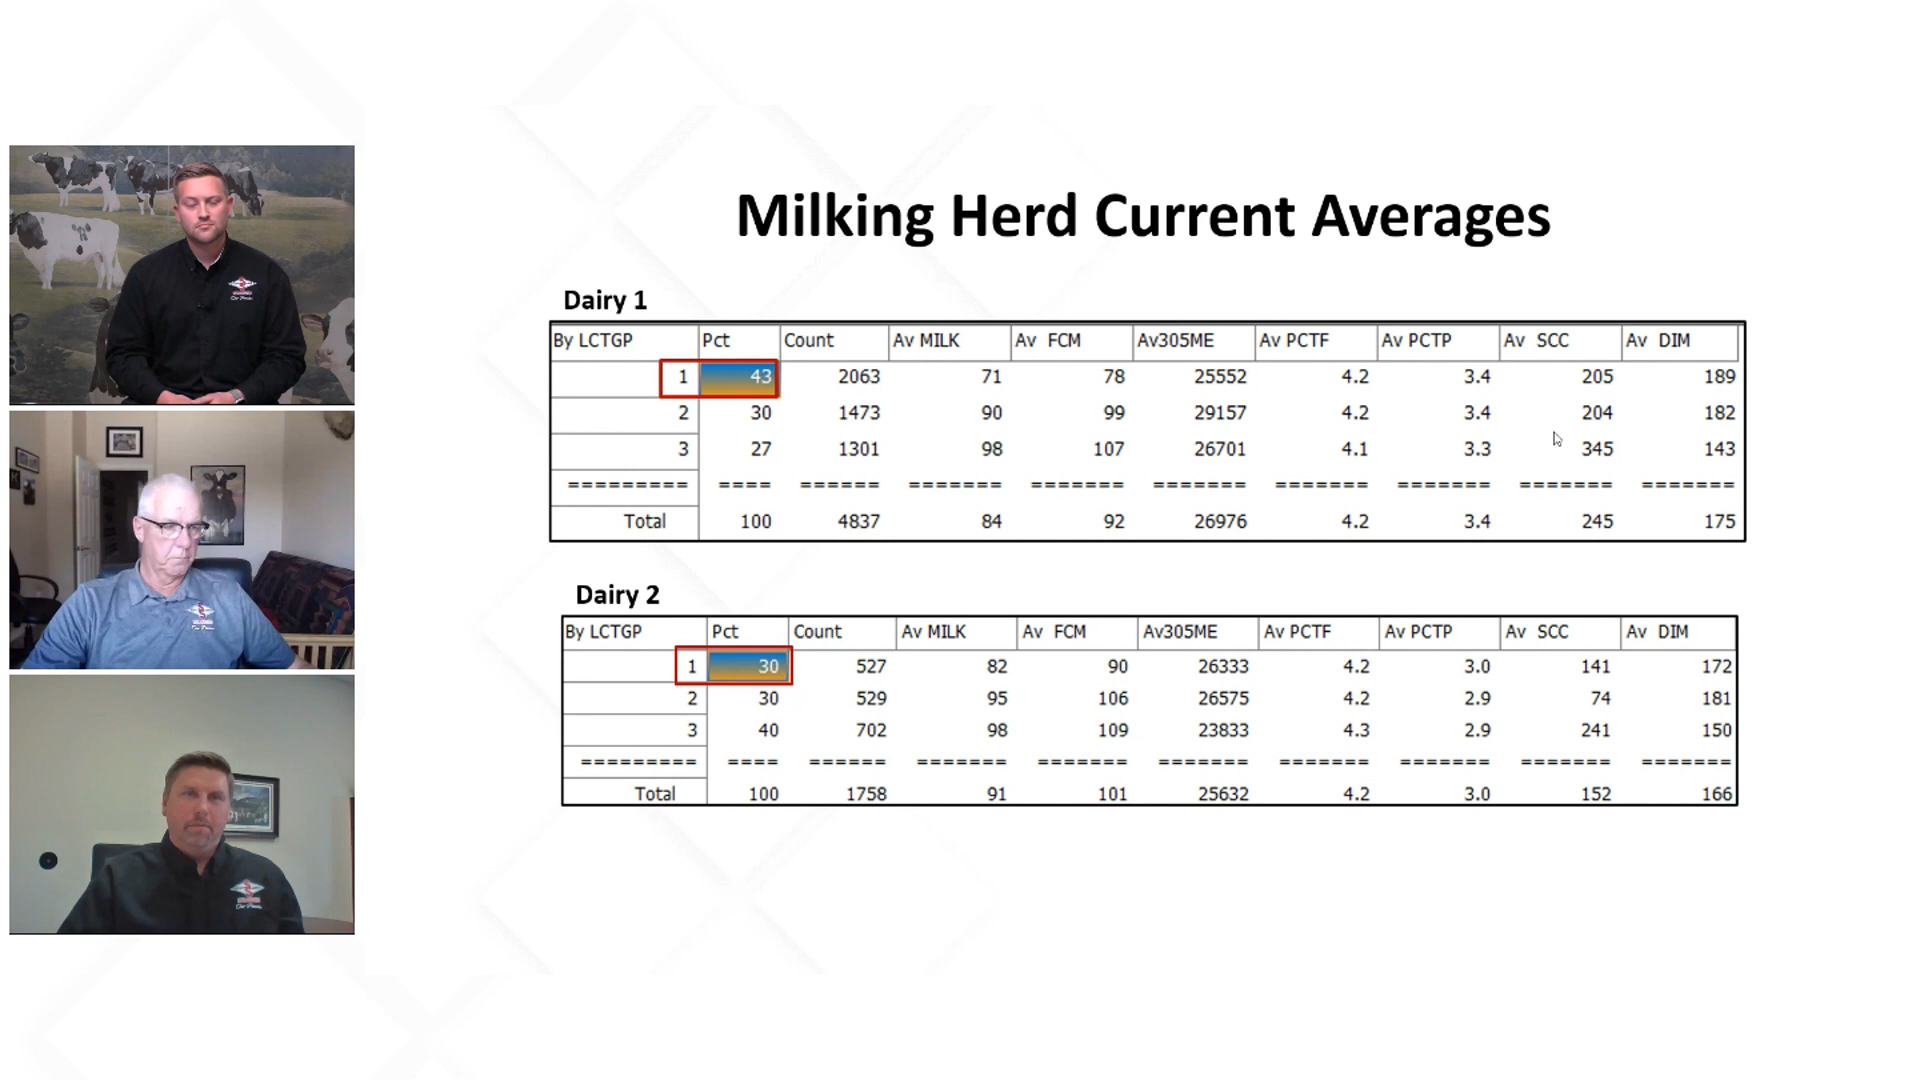 Milking Herd Current Averages
Dairy 1
By LCTGP Pct Count Av MILK Av FCM Av305ME Av PCTF Av PCTP Av SCC Av DIM
1 43 2063 71 78 25552 4.2 3.4 205 189
2 30 1473 90 99 29157 4.2 3.4 204 182
3 27 1301 98 107 26701 4.1 3.3 345 143
========= ==== ====== ======= ======= ======= ======= ======= ======= =======
Total 100 4837 84 92 26976 4.2 3.4 245 175
Dairy 2
By LCTGP Pct Count Av MILK Av FCM Av305ME Av PCTF Av PCTP Av SCC Av DIM
1 30 527 82 90 26333 4.2 3.0 141 172
2 30 529 95 106 26575 4.2 2.9 74 181
3 40 702 98 109 23833 4.3 2.9 241 150
========= ==== ====== ======= ======= ======= ======= ======= ======= =======
Total 100 1758 91 101 25632 4.2 3.0 152 166